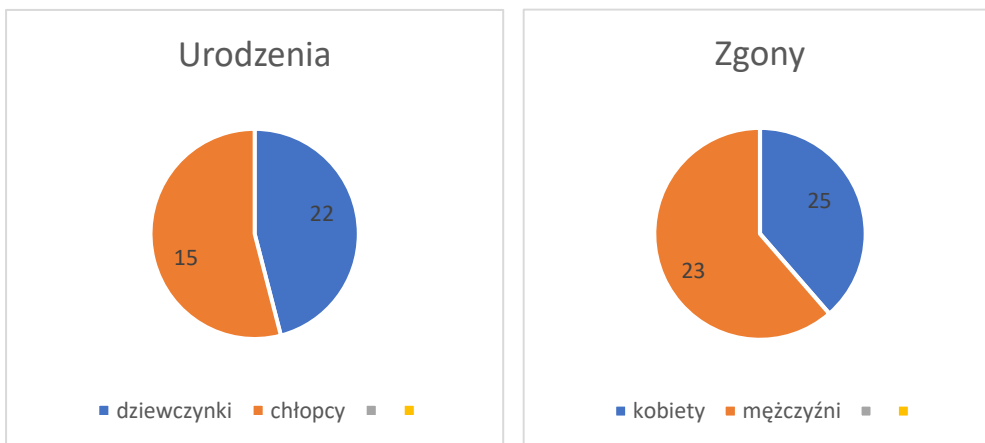 Urodzenia
22
15
dziewczynki chłopcy
Zgony
25
23
kobiety mężczyźni